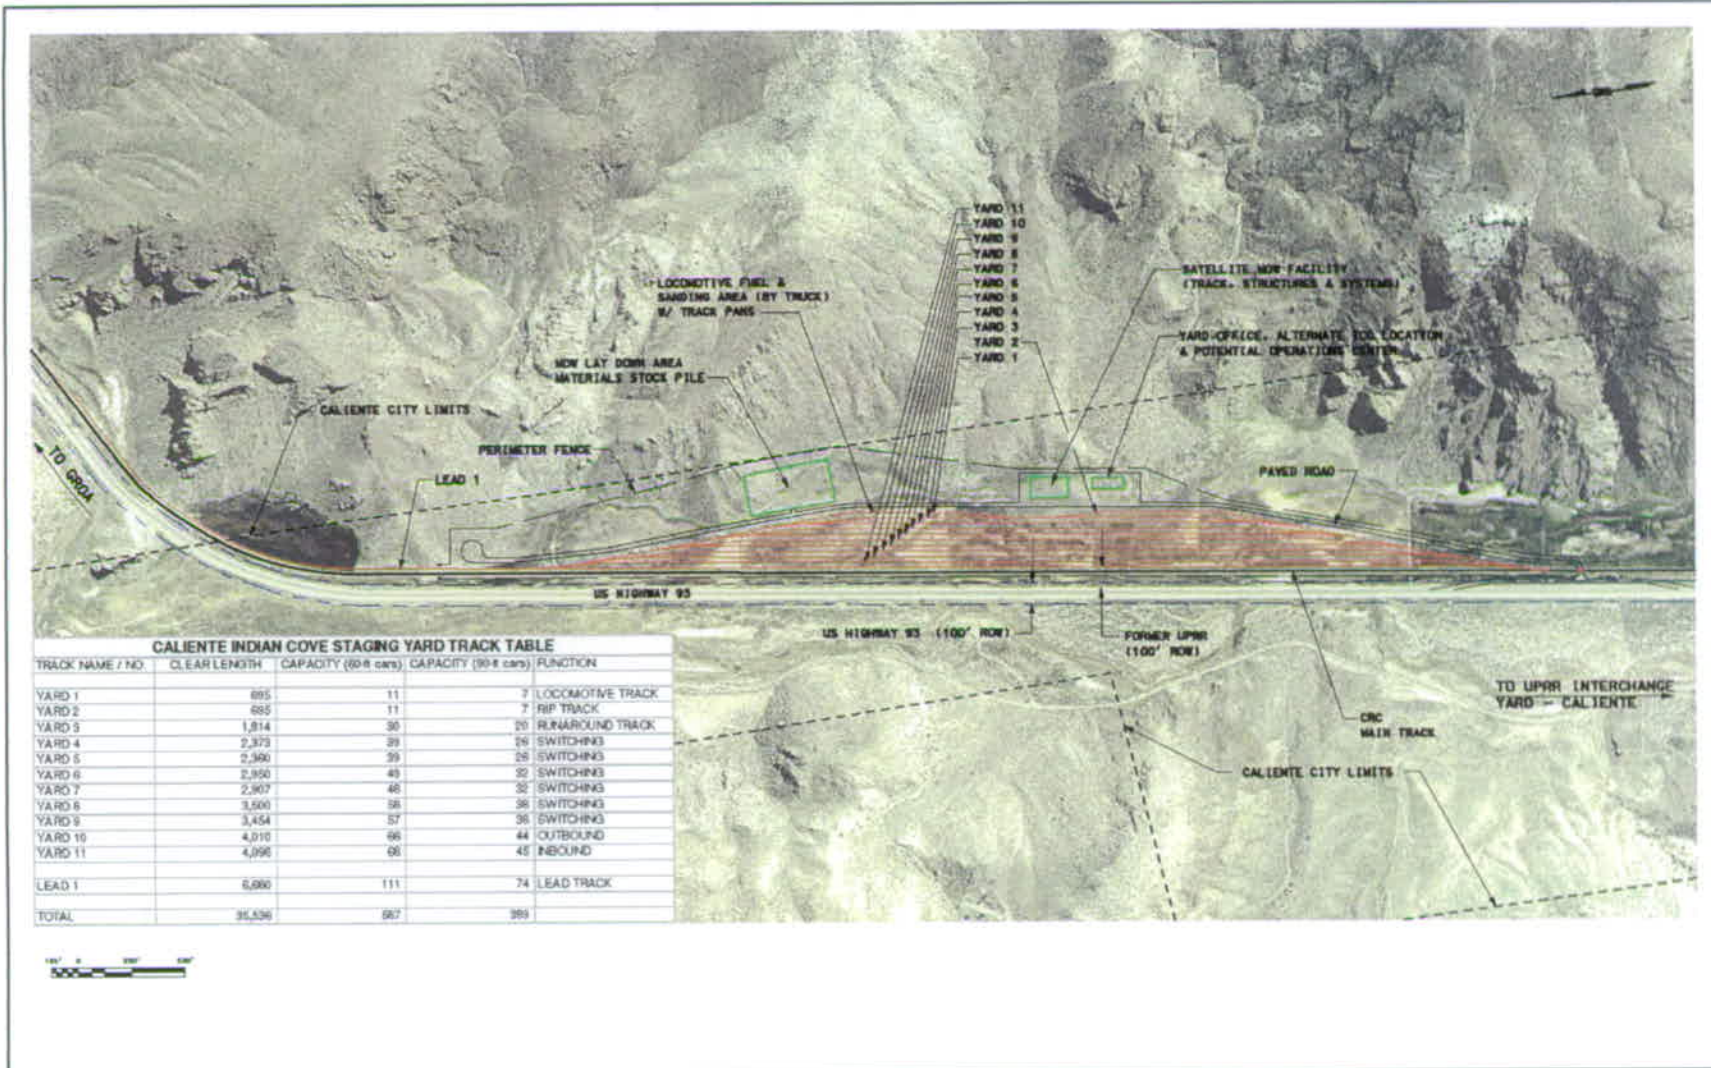 YARD 11
YARD 10
YARD 9
YARD 8
YARD 7
YARD 6
YARD 5
YARD 4
YARD 3
YARD 2
YARD 1
LOCOMOTIVE FUEL &
SANDING AREA (BY TRUCK)
W/ TRACK PANS
SATELLITE MOW FACILITY
(TRACK, STRUCTURES & SYSTEMS)
YARD OFFICE, ALTERNATE LOCATION
& POTENTIAL OPERATIONS CENTER
MOW LAY DOWN AREA
MATERIALS STOCK PILE
CALIENTE CITY LIMITS
PERIMETER FENCE
LEAD 1
PAVED ROAD
TO GROA
US HIGHWAY 93
US HIGHWAY 93 (100' ROW)
FORMER UPRR
(100' ROW)
TO UPRR INTERCHANGE
YARD - CALIENTE
CRC
MAIN TRACK
CALIENTE CITY LIMITS
CALIENTE INDIAN COVE STAGING YARD TRACK TABLE
TRACK NAME / NO. CLEAR LENGTH CAPACITY (60-ft cars) CAPACITY (90-ft cars) FUNCTION
YARD 1 695 11 7 LOCOMOTIVE TRACK
YARD 2 695 11 7 RIP TRACK
YARD 3 1,814 30 20 RUNAROUND TRACK
YARD 4 2,373 39 26 SWITCHING
YARD 5 2,360 39 26 SWITCHING
YARD 6 2,950 49 32 SWITCHING
YARD 7 2,907 48 32 SWITCHING
YARD 8 3,500 58 38 SWITCHING
YARD 9 3,454 57 38 SWITCHING
YARD 10 4,010 66 44 OUTBOUND
YARD 11 4,096 68 45 INBOUND
LEAD 1 6,660 111 74 LEAD TRACK
TOTAL 35,536 587 389